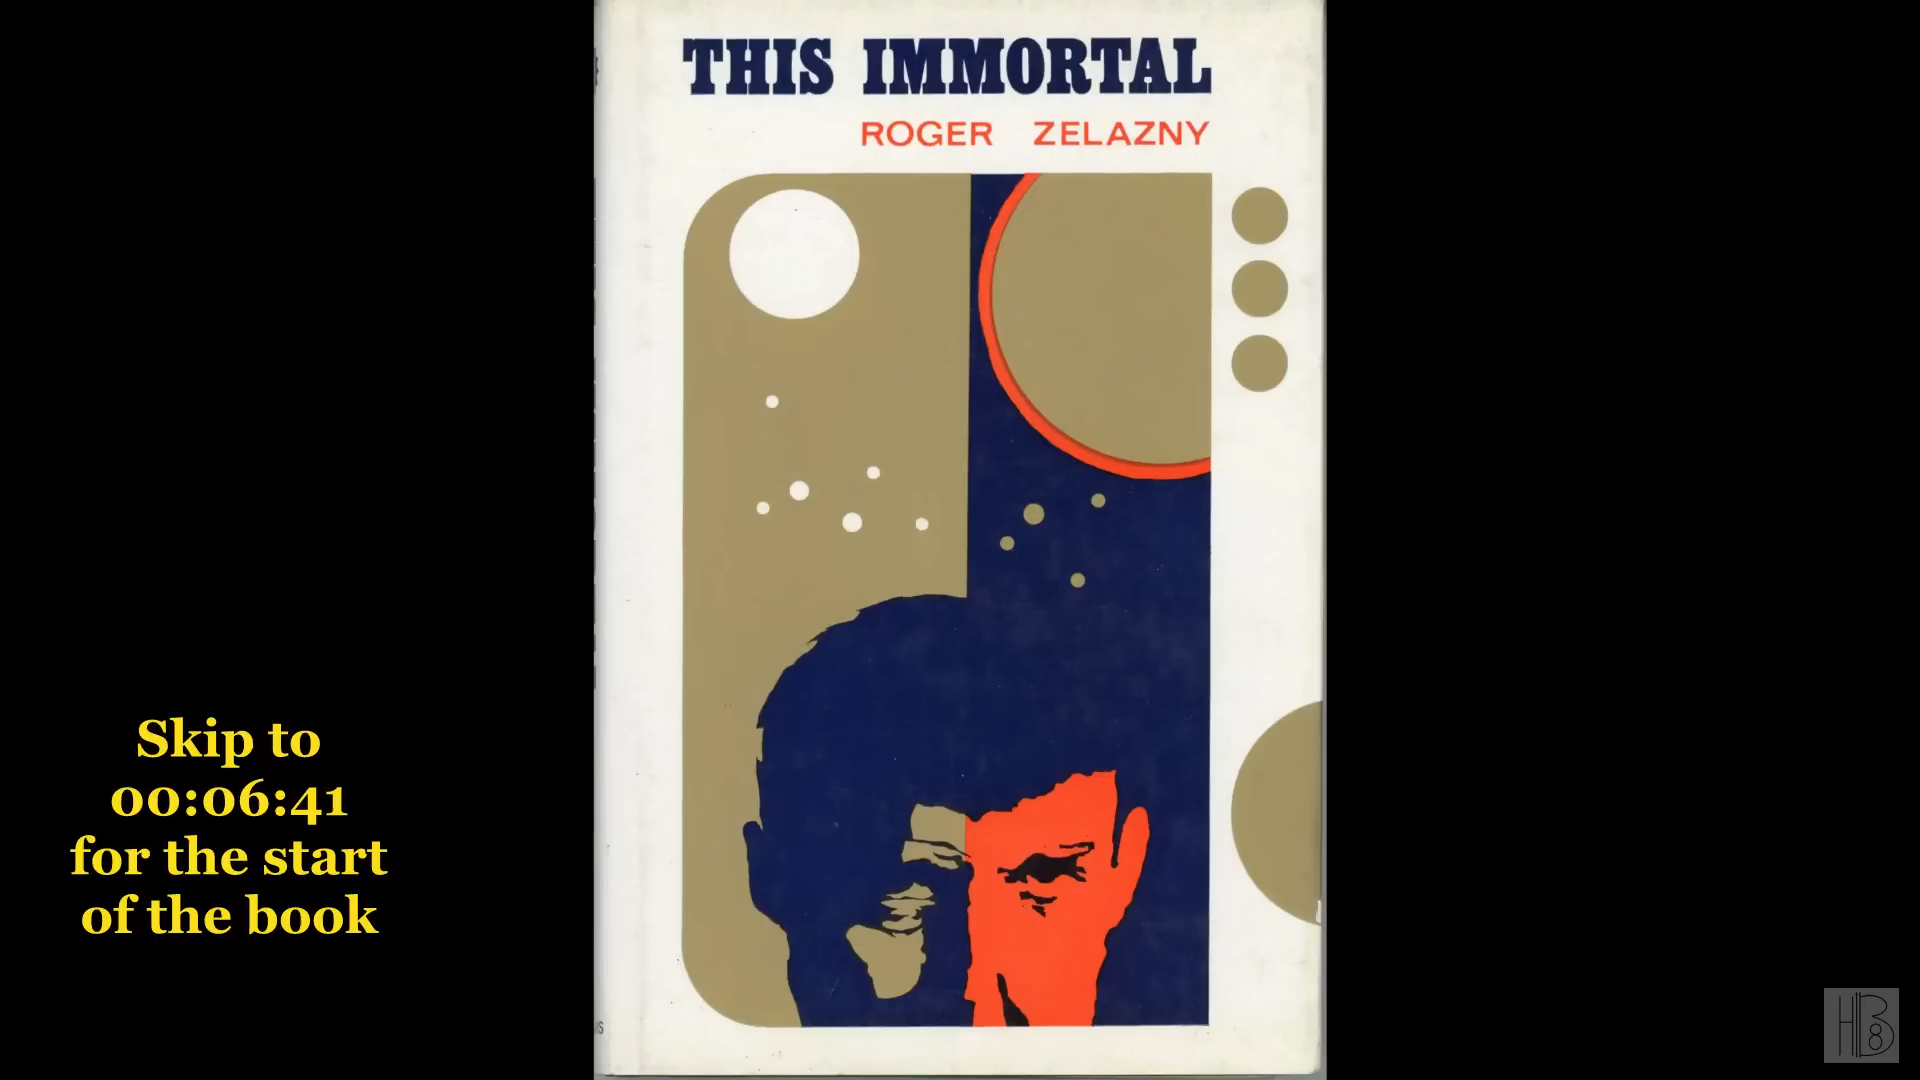 THIS IMMORTAL
ROGER ZELAZNY
Skip to
00:06:41
for the start
of the book